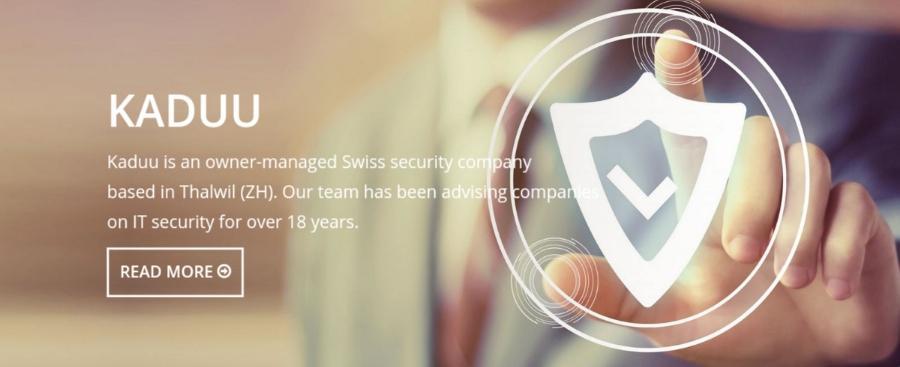 KADUU
Kaduu is an owner-managed Swiss security company
based in Thalwil (ZH). Our team has been advising companies
on IT security for over 18 years.
READ MORE